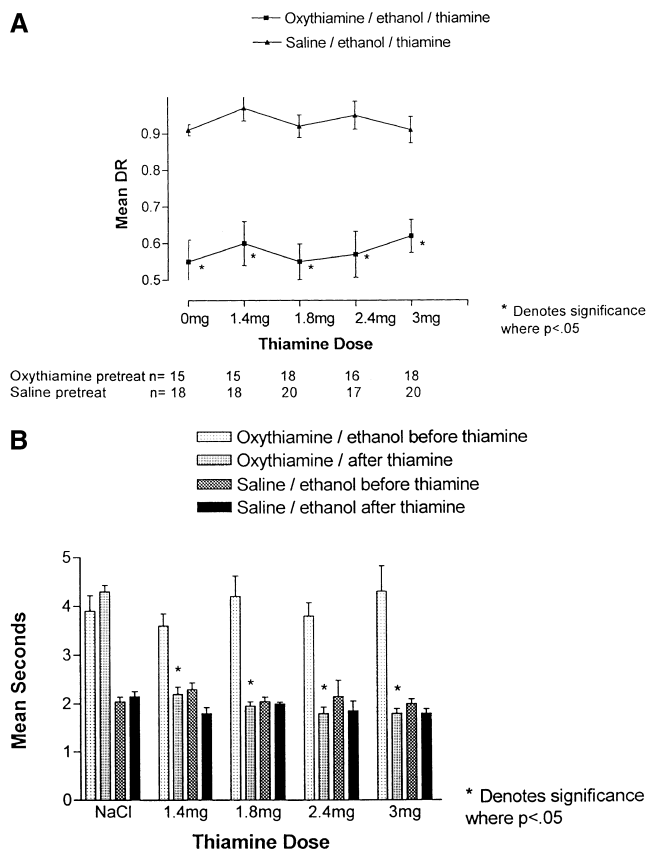 A
Oxythiamine / ethanol / thiamine
Saline / ethanol / thiamine
0.9
0.8
0.7
0.6
0.5
Mean DR
* * * * *
0mg 1.4mg 1.8mg 2.4mg 3mg
Thiamine Dose
* Denotes significance
where p<.05
Oxythiamine pretreat n= 15 15 18 16 18
Saline pretreat n= 18 18 20 17 20
B
Oxythiamine / ethanol before thiamine
Oxythiamine / after thiamine
Saline / ethanol before thiamine
Saline / ethanol after thiamine
5
4
3
2
1
0
Mean Seconds
* * * *
NaCl 1.4mg 1.8mg 2.4mg 3mg
Thiamine Dose
* Denotes significance
where p<.05